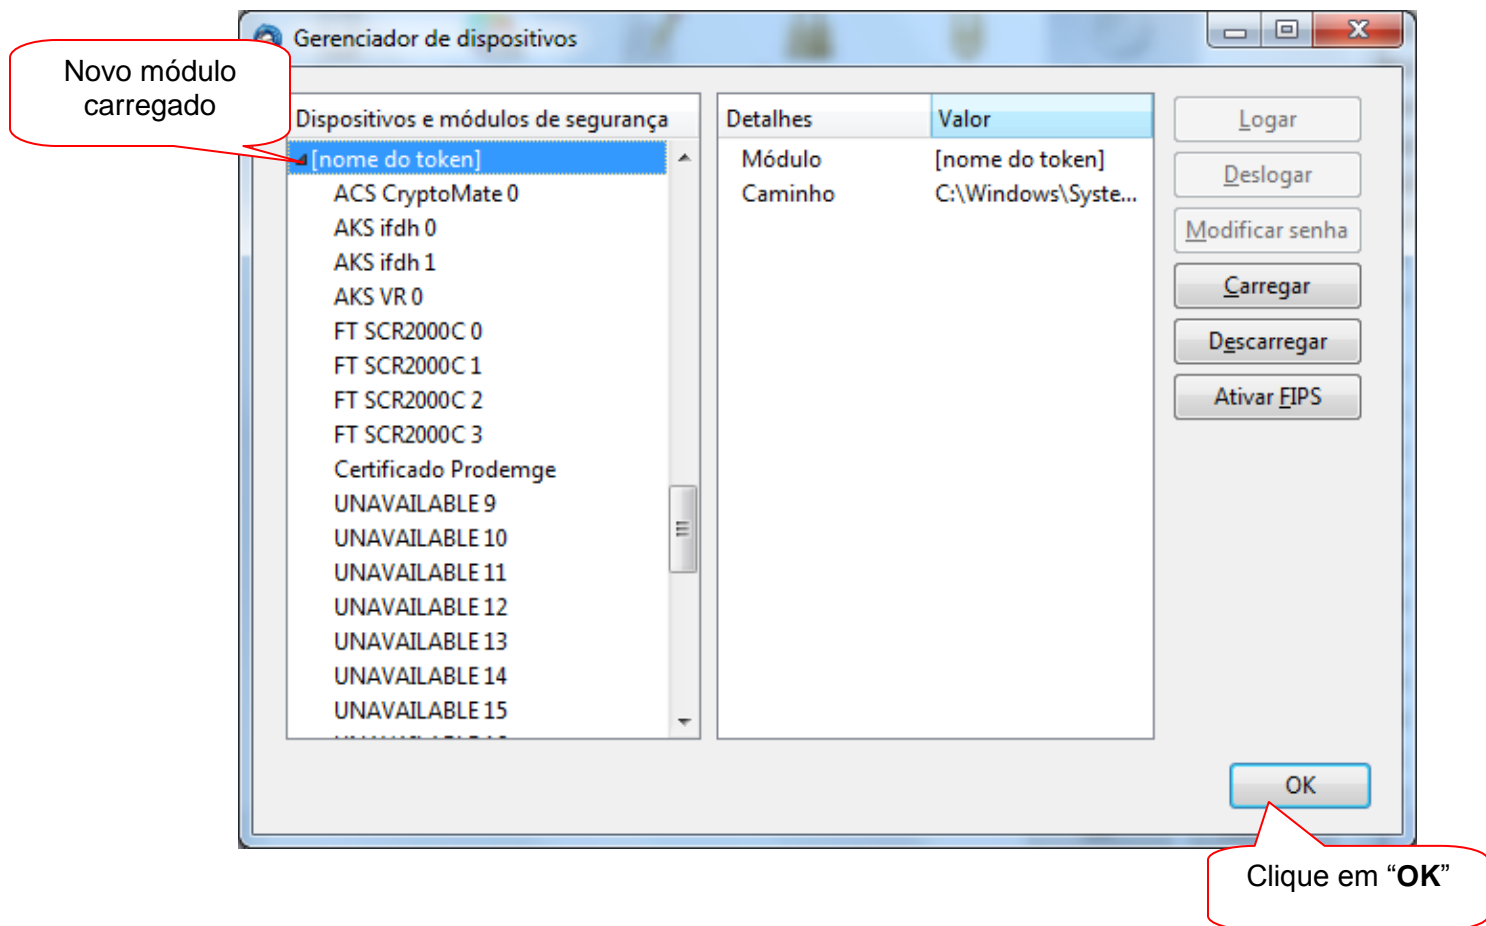 Gerenciador de dispositivos
Novo módulo
carregado
Dispositivos e módulos de segurança
[nome do token]
ACS CryptoMate 0
AKS ifdh 0
AKS ifdh 1
AKS VR 0
FT SCR2000C 0
FT SCR2000C 1
FT SCR2000C 2
FT SCR2000C 3
Certificado Prodemge
UNAVAILABLE 9
UNAVAILABLE 10
UNAVAILABLE 11
UNAVAILABLE 12
UNAVAILABLE 13
UNAVAILABLE 14
UNAVAILABLE 15
Detalhes Valor
Módulo [nome do token]
Caminho C:\Windows\Syste...
Logar
Deslogar
Modificar senha
Carregar
Descarregar
Ativar FIPS
OK
Clique em “OK”